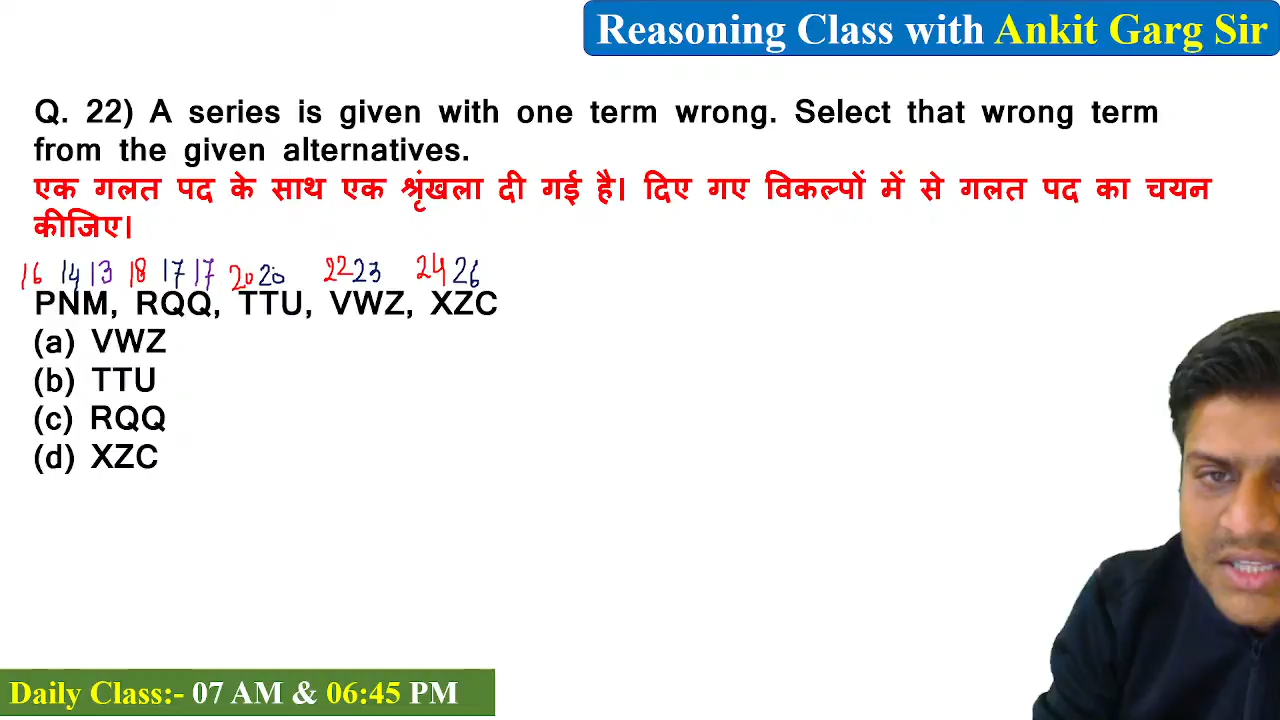 Reasoning Class with Ankit Garg Sir
Q. 22) A series is given with one term wrong. Select that wrong term
from the given alternatives.
एक गलत पद के साथ एक श्रृंखला दी गई है। दिए गए विकल्पों में से गलत पद का चयन
कीजिए।
16 14 13 18 17 17 20 20 22 23 24 26
PNM, RQQ, TTU, VWZ, XZC
(a) VWZ
(b) TTU
(c) RQQ
(d) XZC
Daily Class:- 07 AM & 06:45 PM